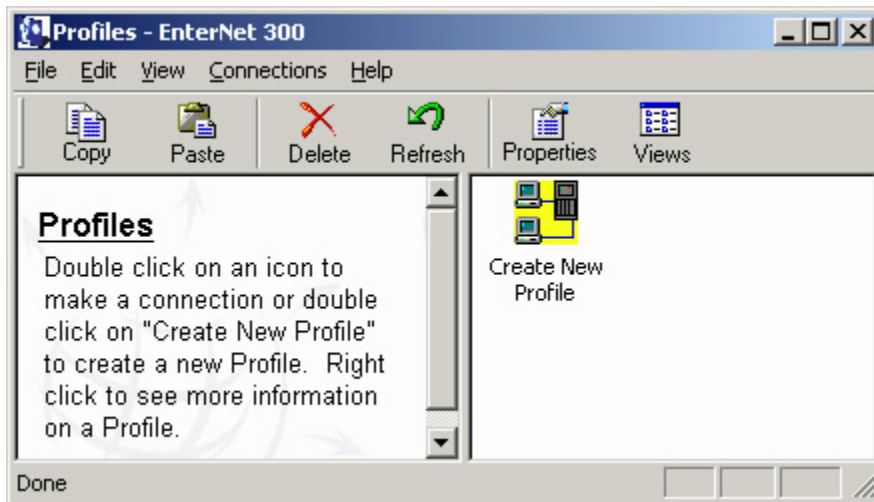 Profiles - EnterNet 300
File Edit View Connections Help
Copy Paste Delete Refresh Properties Views
Profiles
Double click on an icon to
make a connection or double
click on "Create New Profile"
to create a new Profile. Right
click to see more information
on a Profile.
Create New
Profile
Done